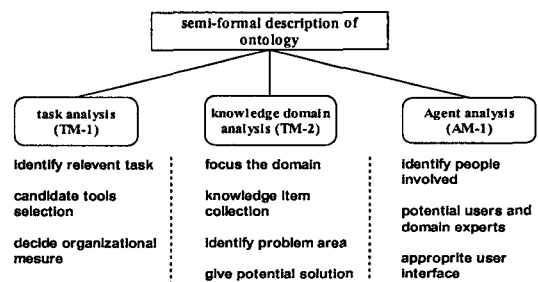 semi-formal description of
ontology
task analysis
(TM-1)
knowledge domain
analysis (TM-2)
Agent analysis
(AM-1)
identify relevent task
candidate tools
selection
decide organizational
mesure
focus the domain
knowledge item
collection
identify problem area
give potential solution
identify people
involved
potential users and
domain experts
approprite user
interface